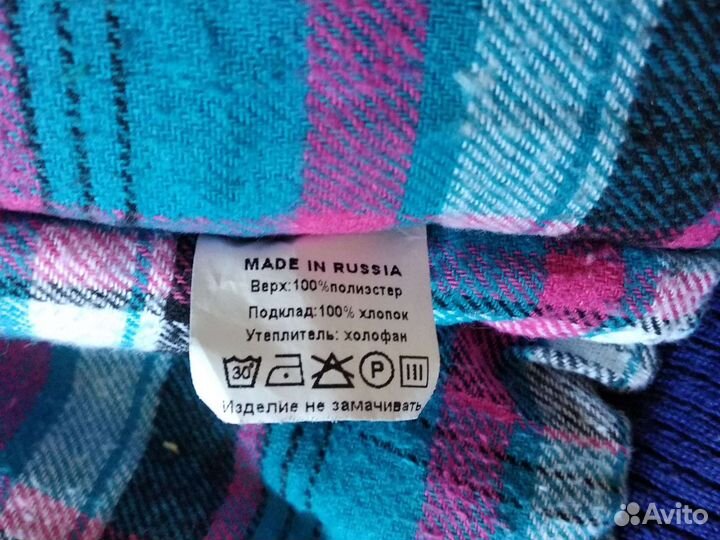 MADE IN RUSSIA
Верх:100%полиэстер
Подклад:100% хлопок
Утеплитель: холофан
30° P
Изделие не замачивать
Avito